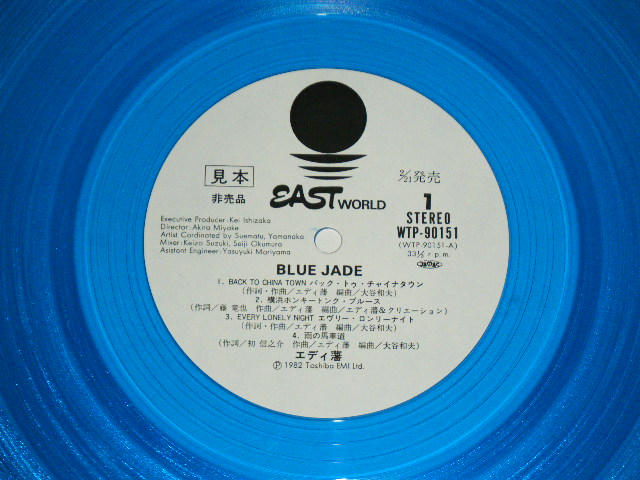 見本
非売品
EAST WORLD
2/21発売
1
STEREO
WTP-90151
(WTP-90151-A)
33⅓ r. p. m.
Executive Producer: Kei Ishizaka
Director: Akira Miyake
Artist Cordinated by Suematu, Yamanaka
Mixer: Keizo Suzuki, Seiji Okumura
Asistant Engineer: Yasuyuki Moriyama
BLUE JADE
1. BACK TO CHINA TOWN バック・トゥ・チャイナタウン
(作詞・作曲/エディ藩 編曲/大谷和夫)
2. 横浜ホンキートンク・ブルース
(作詞/藤 竜也 作曲/エディ藩 編曲/エディ藩&クリエーション)
3. EVERY LONELY NIGHT エヴリー・ロンリーナイト
(作詞・作曲/エディ藩 編曲/大谷和夫)
4. 雨の馬車道
(作詞/初 信之介 作曲/エディ藩 編曲/大谷和夫)
エディ藩
Ⓟ 1982 Toshiba EMI Ltd.